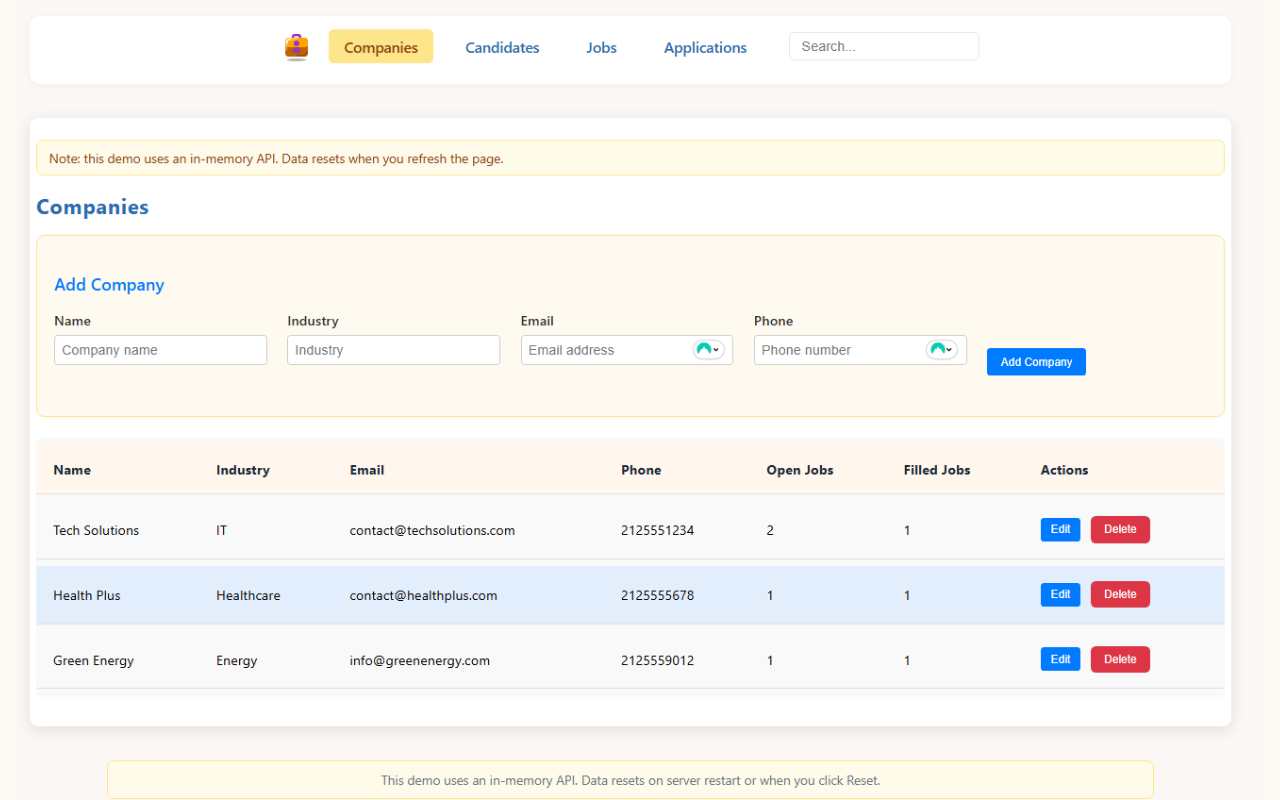 Companies Candidates Jobs Applications Search...
Note: this demo uses an in-memory API. Data resets when you refresh the page.
Companies
Add Company
Name Industry Email Phone
Company name Industry Email address Phone number
Add Company
Name Industry Email Phone Open Jobs Filled Jobs Actions
Tech Solutions IT contact@techsolutions.com 2125551234 2 1 Edit Delete
Health Plus Healthcare contact@healthplus.com 2125555678 1 1 Edit Delete
Green Energy Energy info@greenenergy.com 2125559012 1 1 Edit Delete
This demo uses an in-memory API. Data resets on server restart or when you click Reset.